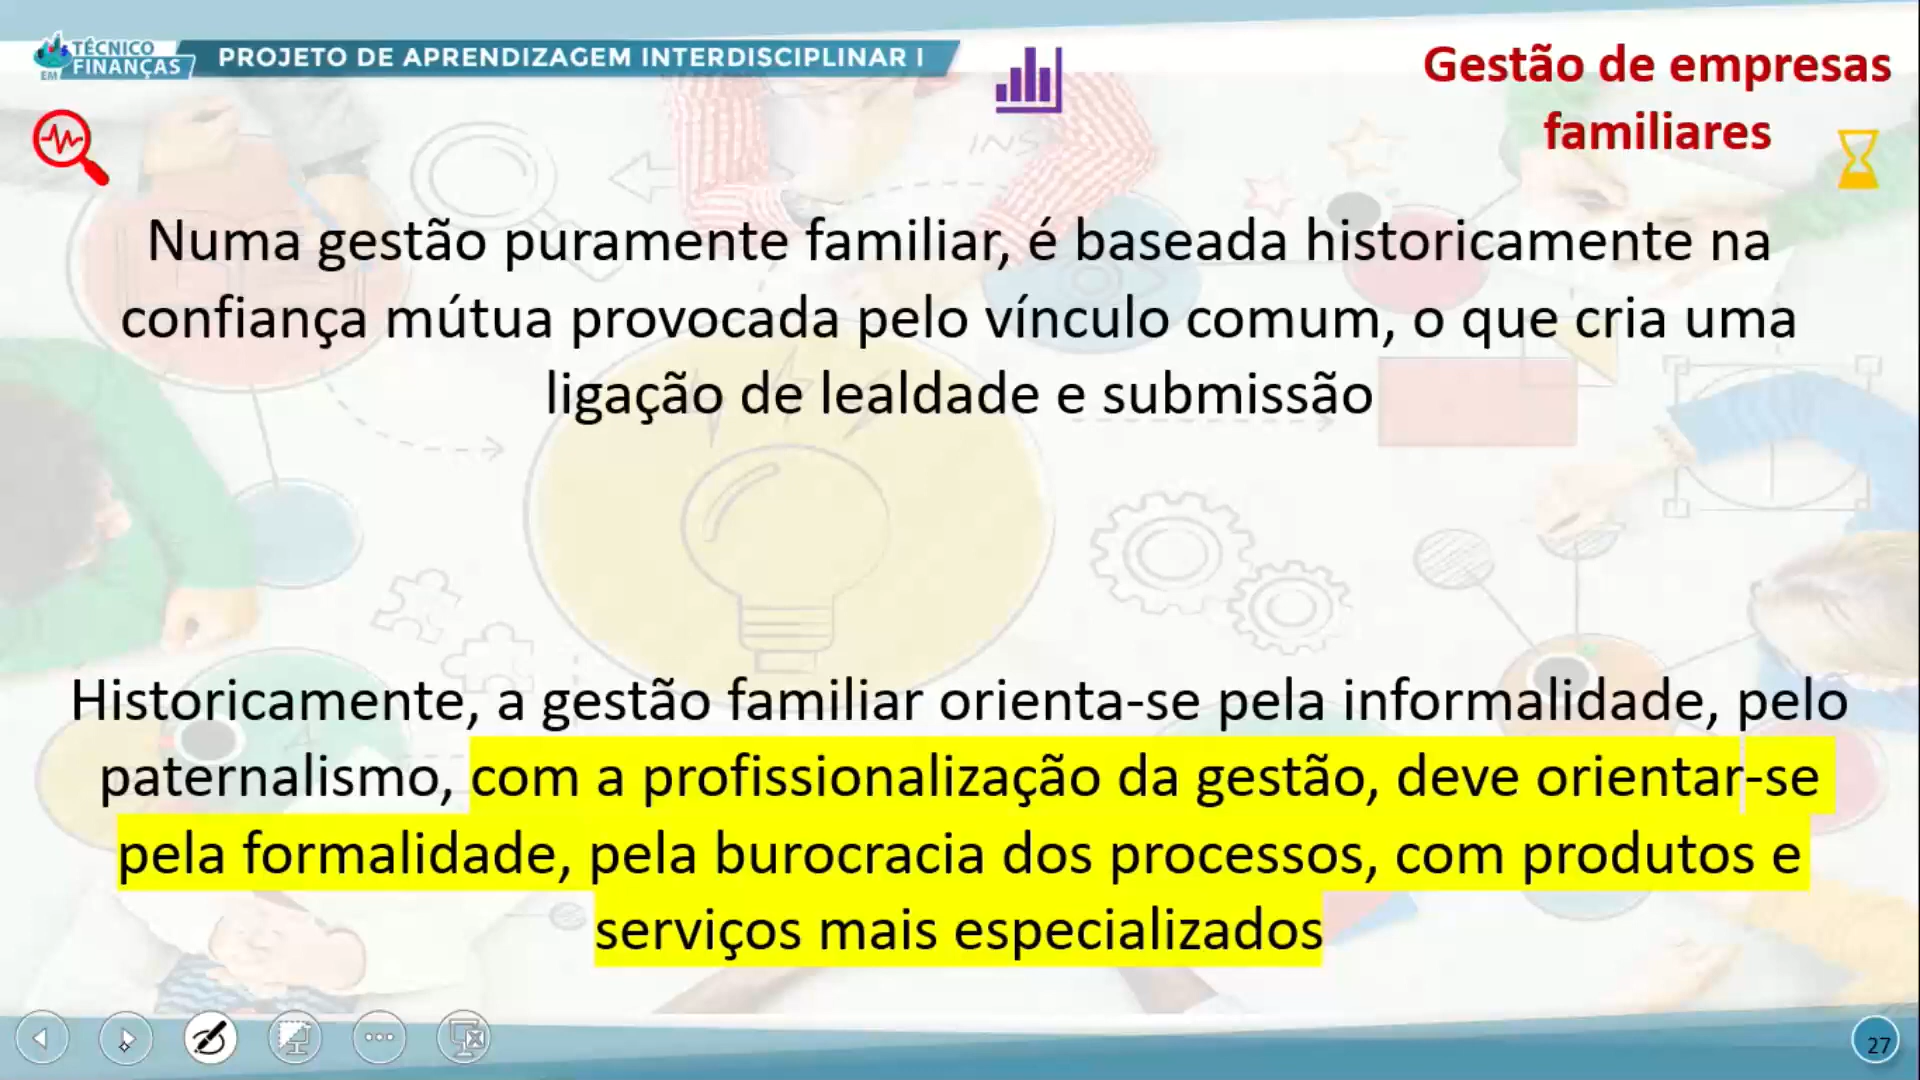 TÉCNICO
EM FINANÇAS
PROJETO DE APRENDIZAGEM INTERDISCIPLINAR I
Gestão de empresas
familiares
INS
Numa gestão puramente familiar, é baseada historicamente na
confiança mútua provocada pelo vínculo comum, o que cria uma
ligação de lealdade e submissão
Historicamente, a gestão familiar orienta-se pela informalidade, pelo
paternalismo, com a profissionalização da gestão, deve orientar-se
pela formalidade, pela burocracia dos processos, com produtos e
serviços mais especializados
27